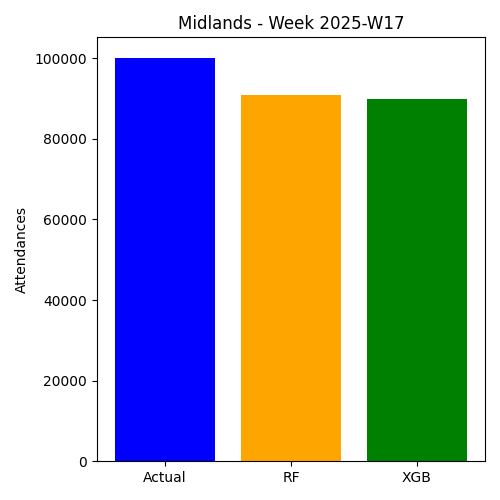 Midlands - Week 2025-W17
Attendances
100000
80000
60000
40000
20000
0
Actual
RF
XGB